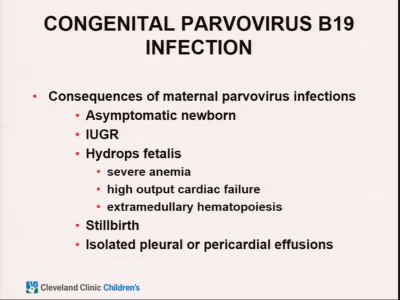 CONGENITAL PARVOVIRUS B19
INFECTION
• Consequences of maternal parvovirus infections
• Asymptomatic newborn
• IUGR
• Hydrops fetalis
• severe anemia
• high output cardiac failure
• extramedullary hematopoiesis
• Stillbirth
• Isolated pleural or pericardial effusions
Cleveland Clinic Children's